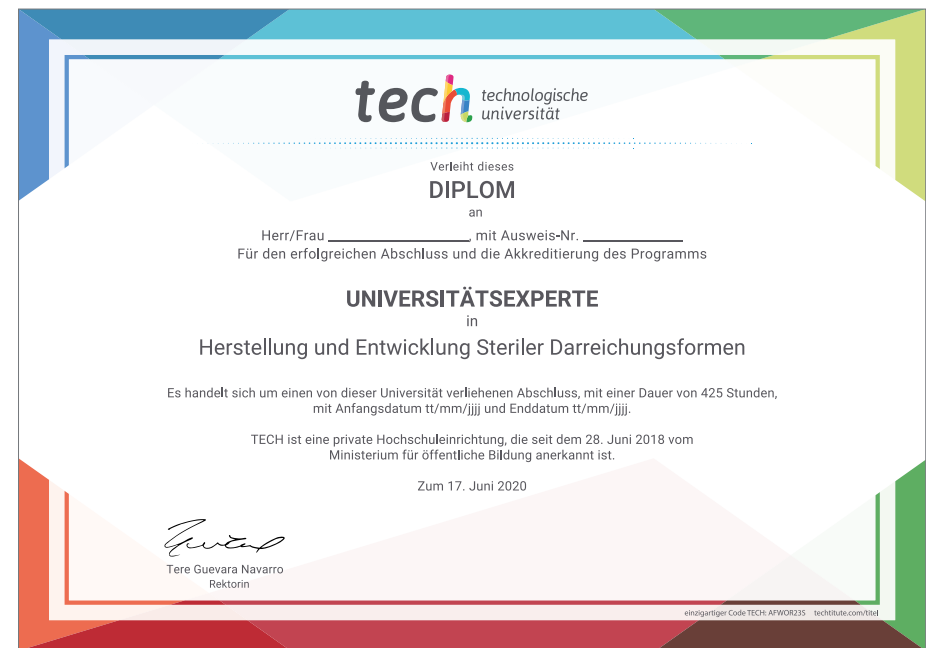 tech technologische
universität
Verleiht dieses
DIPLOM
an
Herr/Frau ____________, mit Ausweis-Nr. ____________
Für den erfolgreichen Abschluss und die Akkreditierung des Programms
UNIVERSITÄTSEXPERTE
in
Herstellung und Entwicklung Steriler Darreichungsformen
Es handelt sich um einen von dieser Universität verliehenen Abschluss, mit einer Dauer von 425 Stunden,
mit Anfangsdatum tt/mm/jjjj und Enddatum tt/mm/jjjj.
TECH ist eine private Hochschuleinrichtung, die seit dem 28. Juni 2018 vom
Ministerium für öffentliche Bildung anerkannt ist.
Zum 17. Juni 2020
Tere Guevara Navarro
Rektorin
einzigartiger Code TECH: AFWOR23S techtitute.com/titel